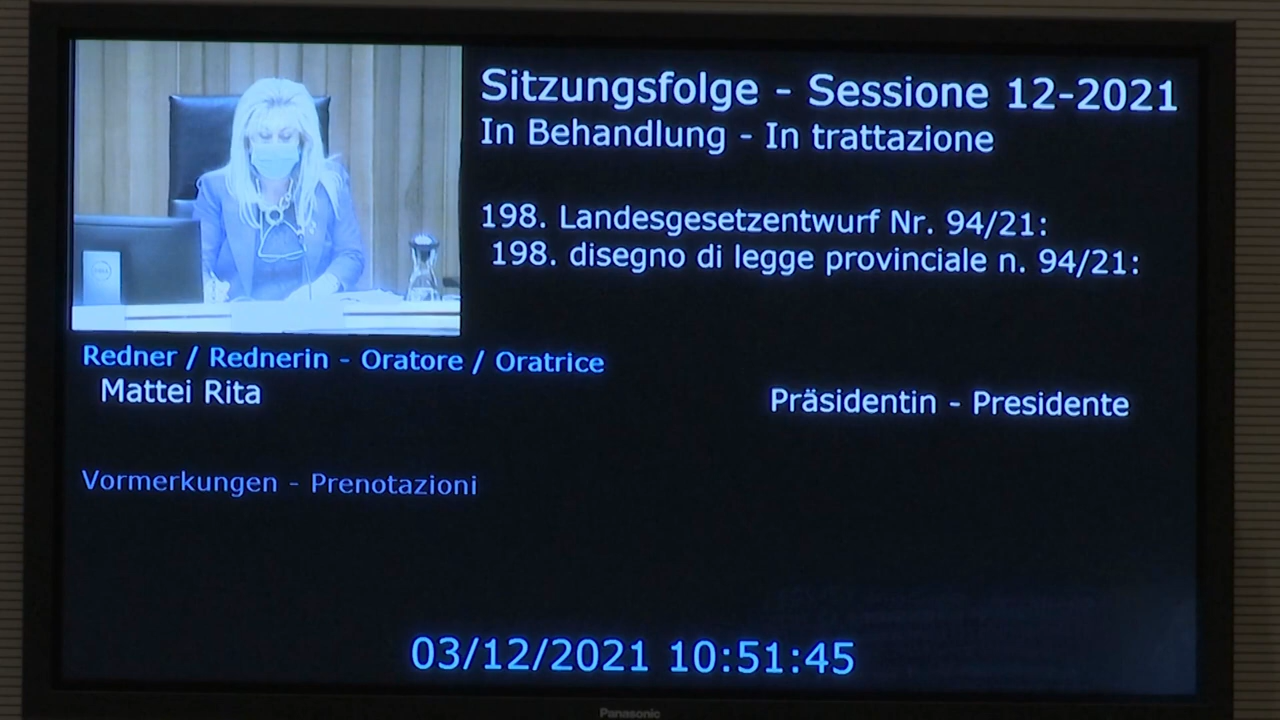 Sitzungsfolge - Sessione 12-2021
In Behandlung - In trattazione
198. Landesgesetzentwurf Nr. 94/21:
198. disegno di legge provinciale n. 94/21:
Redner / Rednerin - Oratore / Oratrice
Mattei Rita
Präsidentin - Presidente
Vormerkungen - Prenotazioni
03/12/2021 10:51:45
Panasonic